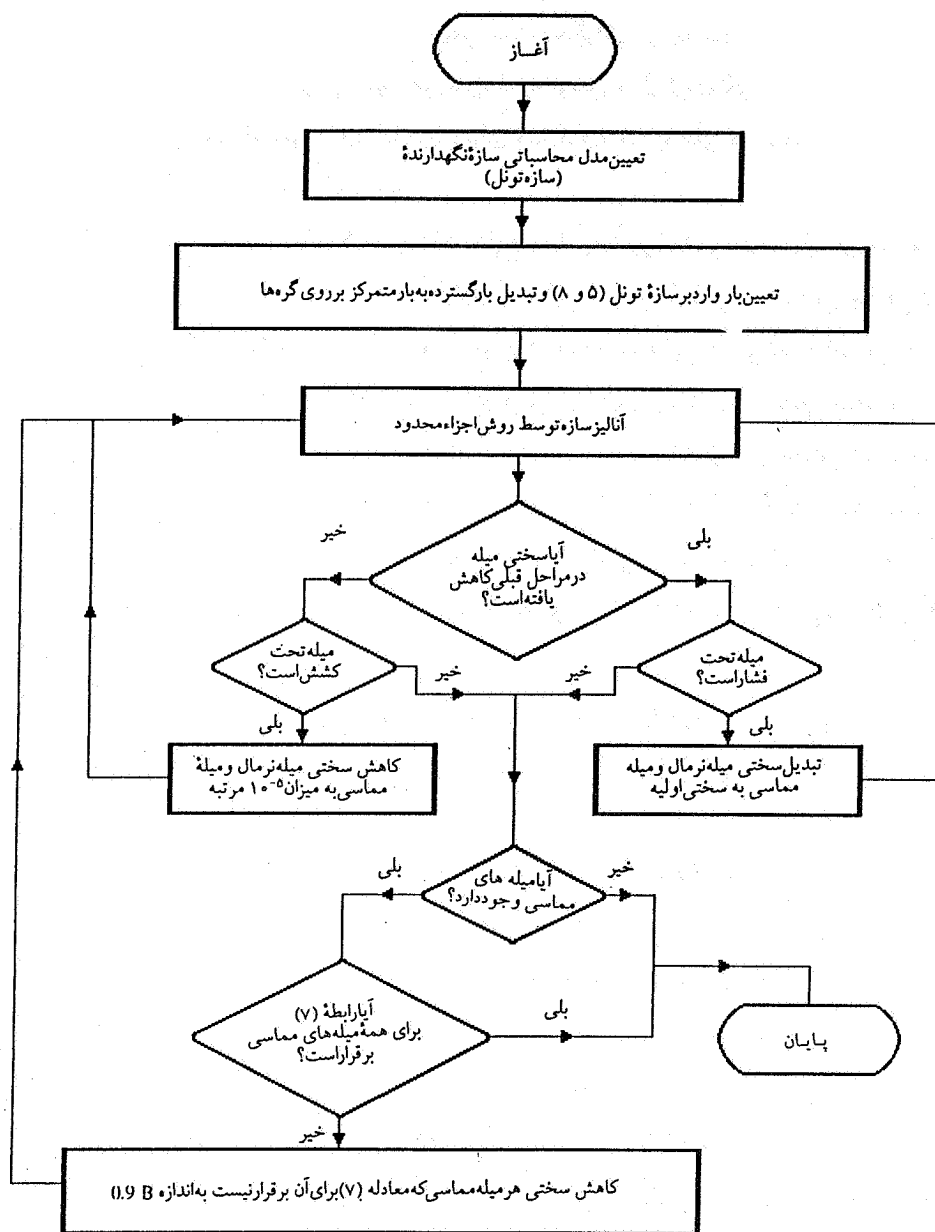 آغـاز
تعیین مدل محاسباتی سازهٔ نگهدارندهٔ
(سازه تونل)
تعیین بار وارد بر سازهٔ تونل (۵ و ۸) و تبدیل بار گسترده به بار متمرکز بر روی گره‌ها
آنالیز سازه توسط روش اجزاء محدود
آیا سختی میله
در مراحل قبلی کاهش
یافته است؟
خیر
بلی
میله تحت
کشش است؟
خیر
بلی
میله تحت
فشار است؟
خیر
بلی
کاهش سختی میله نرمال و میلهٔ
مماسی به میزان ۱۰⁻⁵ مرتبه
تبدیل سختی میله نرمال و میله
مماسی به سختی اولیه
آیا میله های
مماسی وجود دارد؟
بلی
خیر
آیا رابطهٔ (۷)
برای همهٔ میله‌های مماسی
برقرار است؟
بلی
خیر
پـایـان
کاهش سختی هر میله مماسی که معادله (۷) برای آن برقرار نیست به اندازه 0.9 B